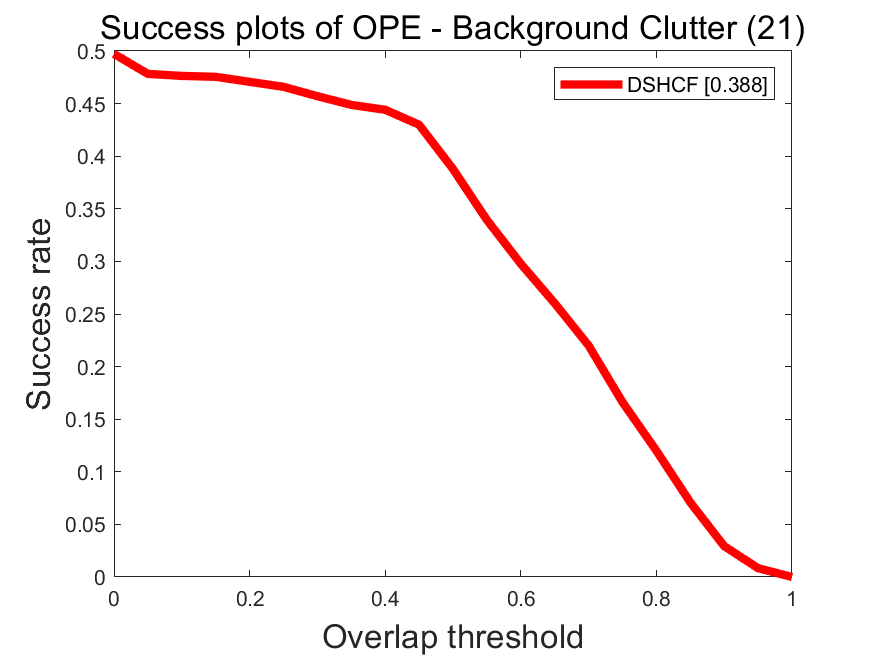 Success plots of OPE - Background Clutter (21)
DSHCF [0.388]
Success rate
0.5
0.45
0.4
0.35
0.3
0.25
0.2
0.15
0.1
0.05
0
0 0.2 0.4 0.6 0.8 1
Overlap threshold